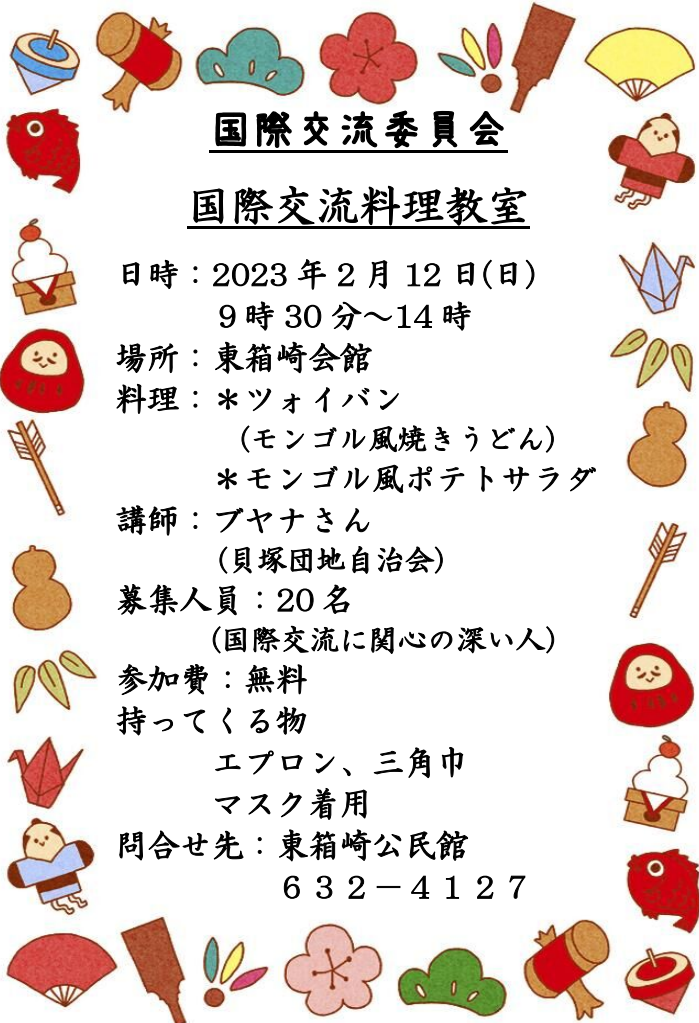 国際交流委員会
国際交流料理教室
日時：2023年2月12日(日)
9時30分～14時
場所：東箱崎会館
料理：＊ツォイバン
（モンゴル風焼きうどん）
＊モンゴル風ポテトサラダ
講師：ブヤナさん
（貝塚団地自治会）
募集人員：20名
（国際交流に関心の深い人）
参加費：無料
持ってくる物
エプロン、三角巾
マスク着用
問合せ先：東箱崎公民館
６３２－４１２７